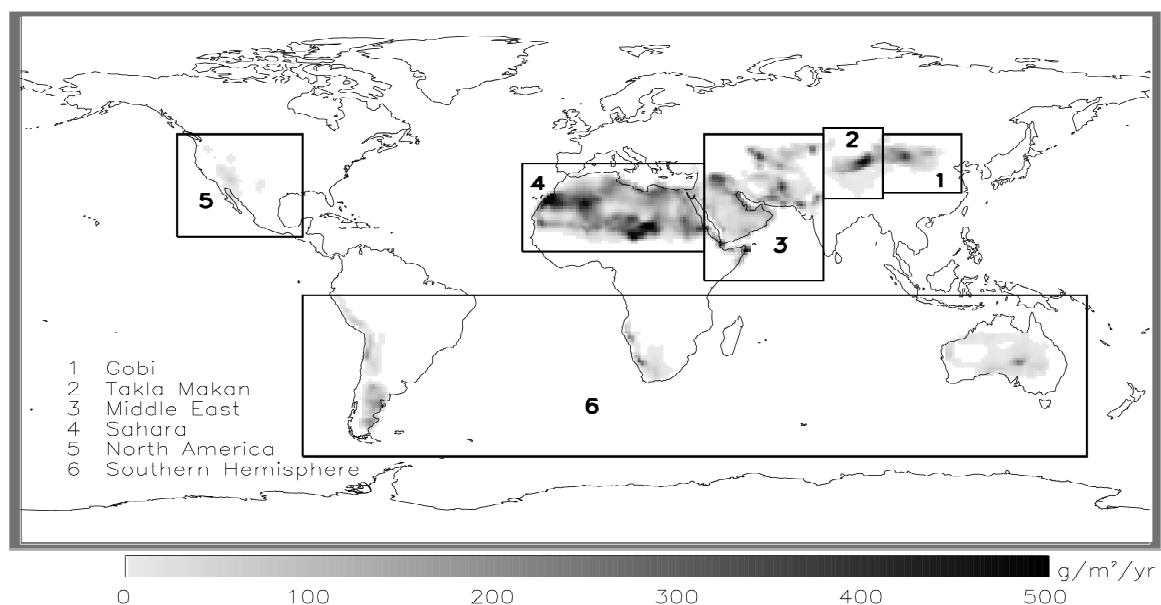 2
1
4
5
3
1 Gobi
2 Takla Makan
3 Middle East
4 Sahara
5 North America
6 Southern Hemisphere
6
g/m²/yr
0 100 200 300 400 500